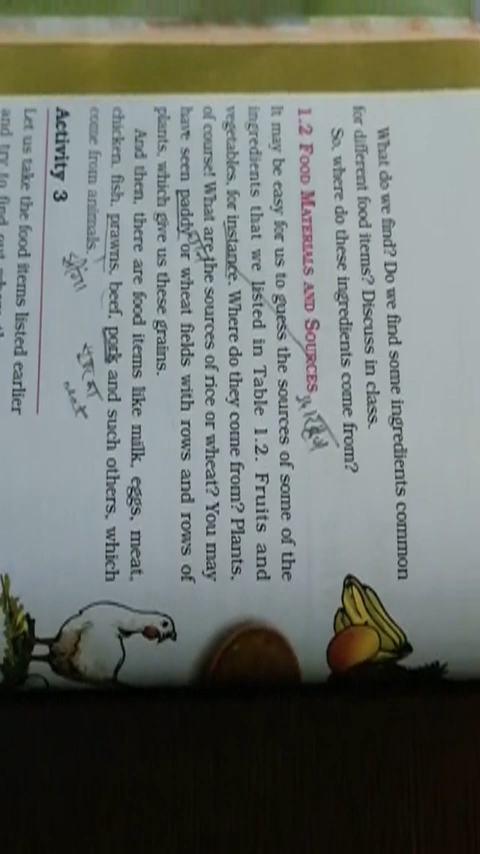 What do we find? Do we find some ingredients common
for different food items? Discuss in class.
So, where do these ingredients come from?
1.2 FOOD MATERIALS AND SOURCES
It may be easy for us to guess the sources of some of the
ingredients that we listed in Table 1.2. Fruits and
vegetables, for instance. Where do they come from? Plants,
of course! What are the sources of rice or wheat? You may
have seen paddy or wheat fields with rows and rows of
plants, which give us these grains.
And then, there are food items like milk, eggs, meat,
chicken, fish, prawns, beef, pork and such others, which
come from animals.
Activity 3
Let us take the food items listed earlier
and try to find out where